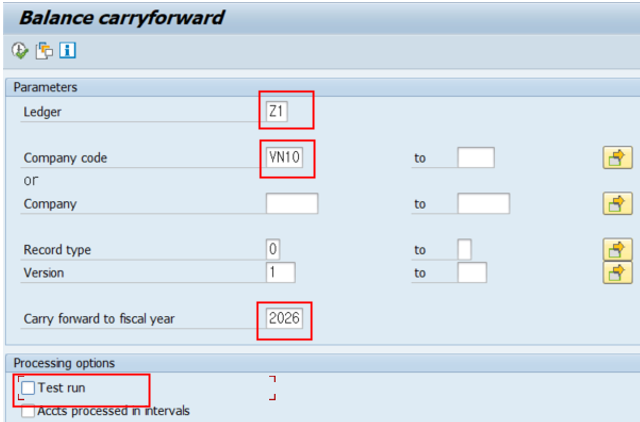 Balance carryforward
Parameters
Ledger Z1
Company code VN10 to
or
Company to
Record type 0 to
Version 1 to
Carry forward to fiscal year 2026
Processing options
Test run
Accts processed in intervals